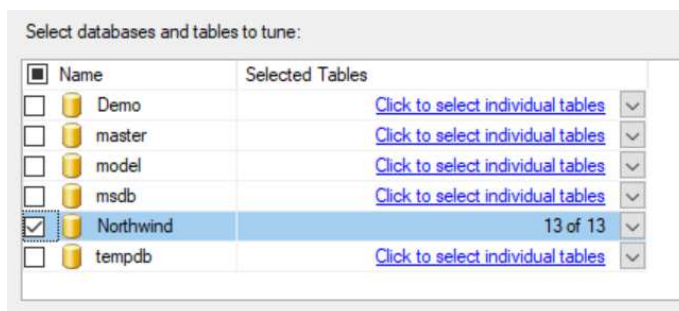 Select databases and tables to tune:
Name Selected Tables
Demo Click to select individual tables
master Click to select individual tables
model Click to select individual tables
msdb Click to select individual tables
Northwind 13 of 13
tempdb Click to select individual tables